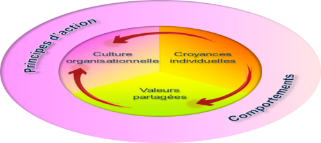 Principes d'action
Culture
organisationnelle
Croyances
individuelles
Valeurs
partagées
Comportements